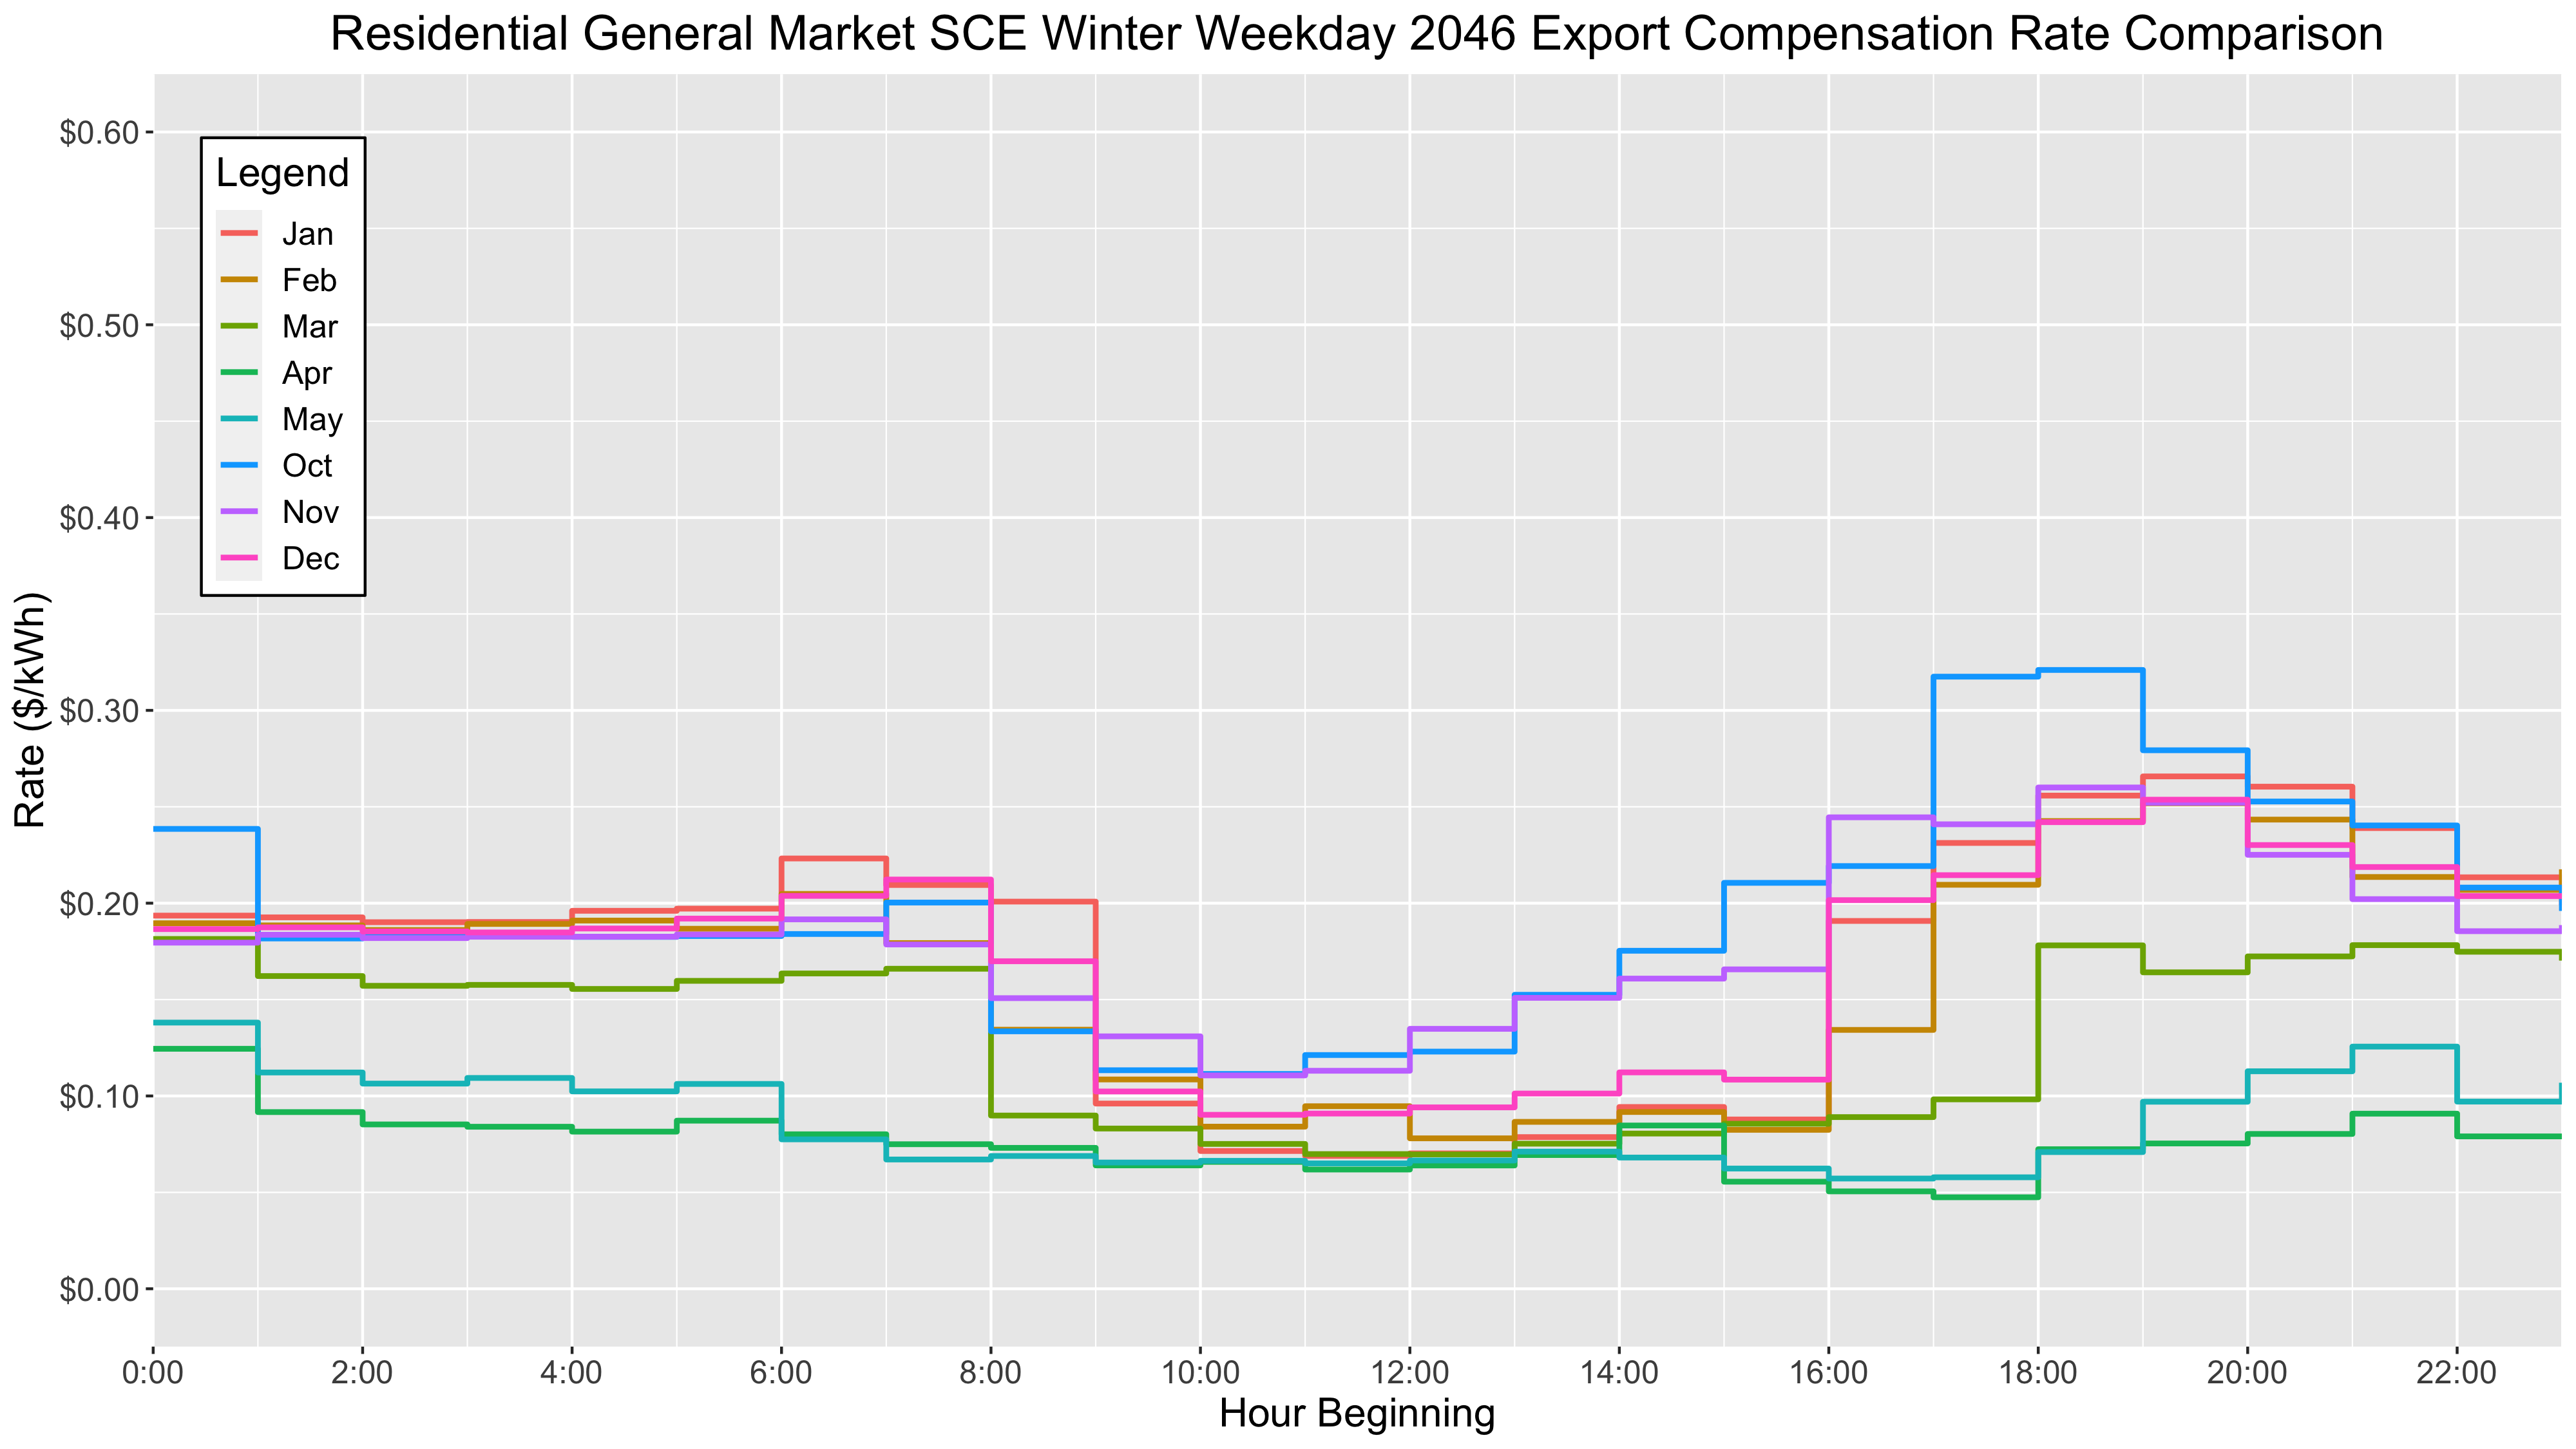 Residential General Market SCE Winter Weekday 2046 Export Compensation Rate Comparison
$0.60
$0.50
$0.40
$0.30
$0.20
$0.10
$0.00
Rate ($/kWh)
Legend
Jan
Feb
Mar
Apr
May
Oct
Nov
Dec
0:00 2:00 4:00 6:00 8:00 10:00 12:00 14:00 16:00 18:00 20:00 22:00
Hour Beginning